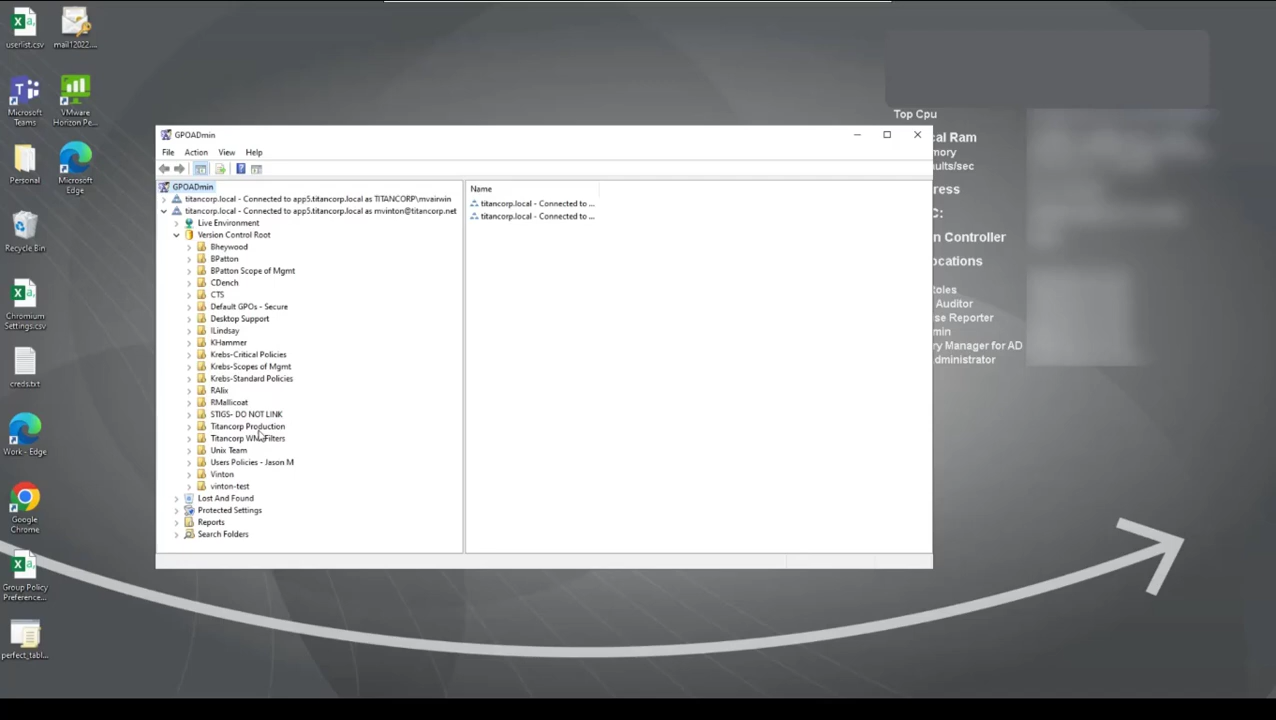 userlist.csv
mail12022....
Microsoft
Teams
VMware
Horizon Pe...
Personal
Microsoft
Edge
Recycle Bin
Chromium
Settings.csv
creds.txt
Work - Edge
Google
Chrome
Group Policy
Preference...
perfect_tabl...
GPOADmin
File Action View Help
GPOADmin
titancorp.local - Connected to app5.titancorp.local as TITANCORP\mvairwin
titancorp.local - Connected to app5.titancorp.local as mvinton@titancorp.net
Live Environment
Version Control Root
Bheywood
BPatton
BPatton Scope of Mgmt
CDench
CTS
Default GPOs - Secure
Desktop Support
ILindsay
KHammer
Krebs-Critical Policies
Krebs-Scopes of Mgmt
Krebs-Standard Policies
RAlix
RMallicoat
STIGS- DO NOT LINK
Titancorp Production
Titancorp WMI Filters
Unix Team
Users Policies - Jason M
Vinton
vinton-test
Lost And Found
Protected Settings
Reports
Search Folders
Name
titancorp.local - Connected to ...
titancorp.local - Connected to ...
Top Cpu
cal Ram
mory
aults/sec
ress
C:
n Controller
ocations
toles
Auditor
se Reporter
min
ry Manager for AD
dministrator